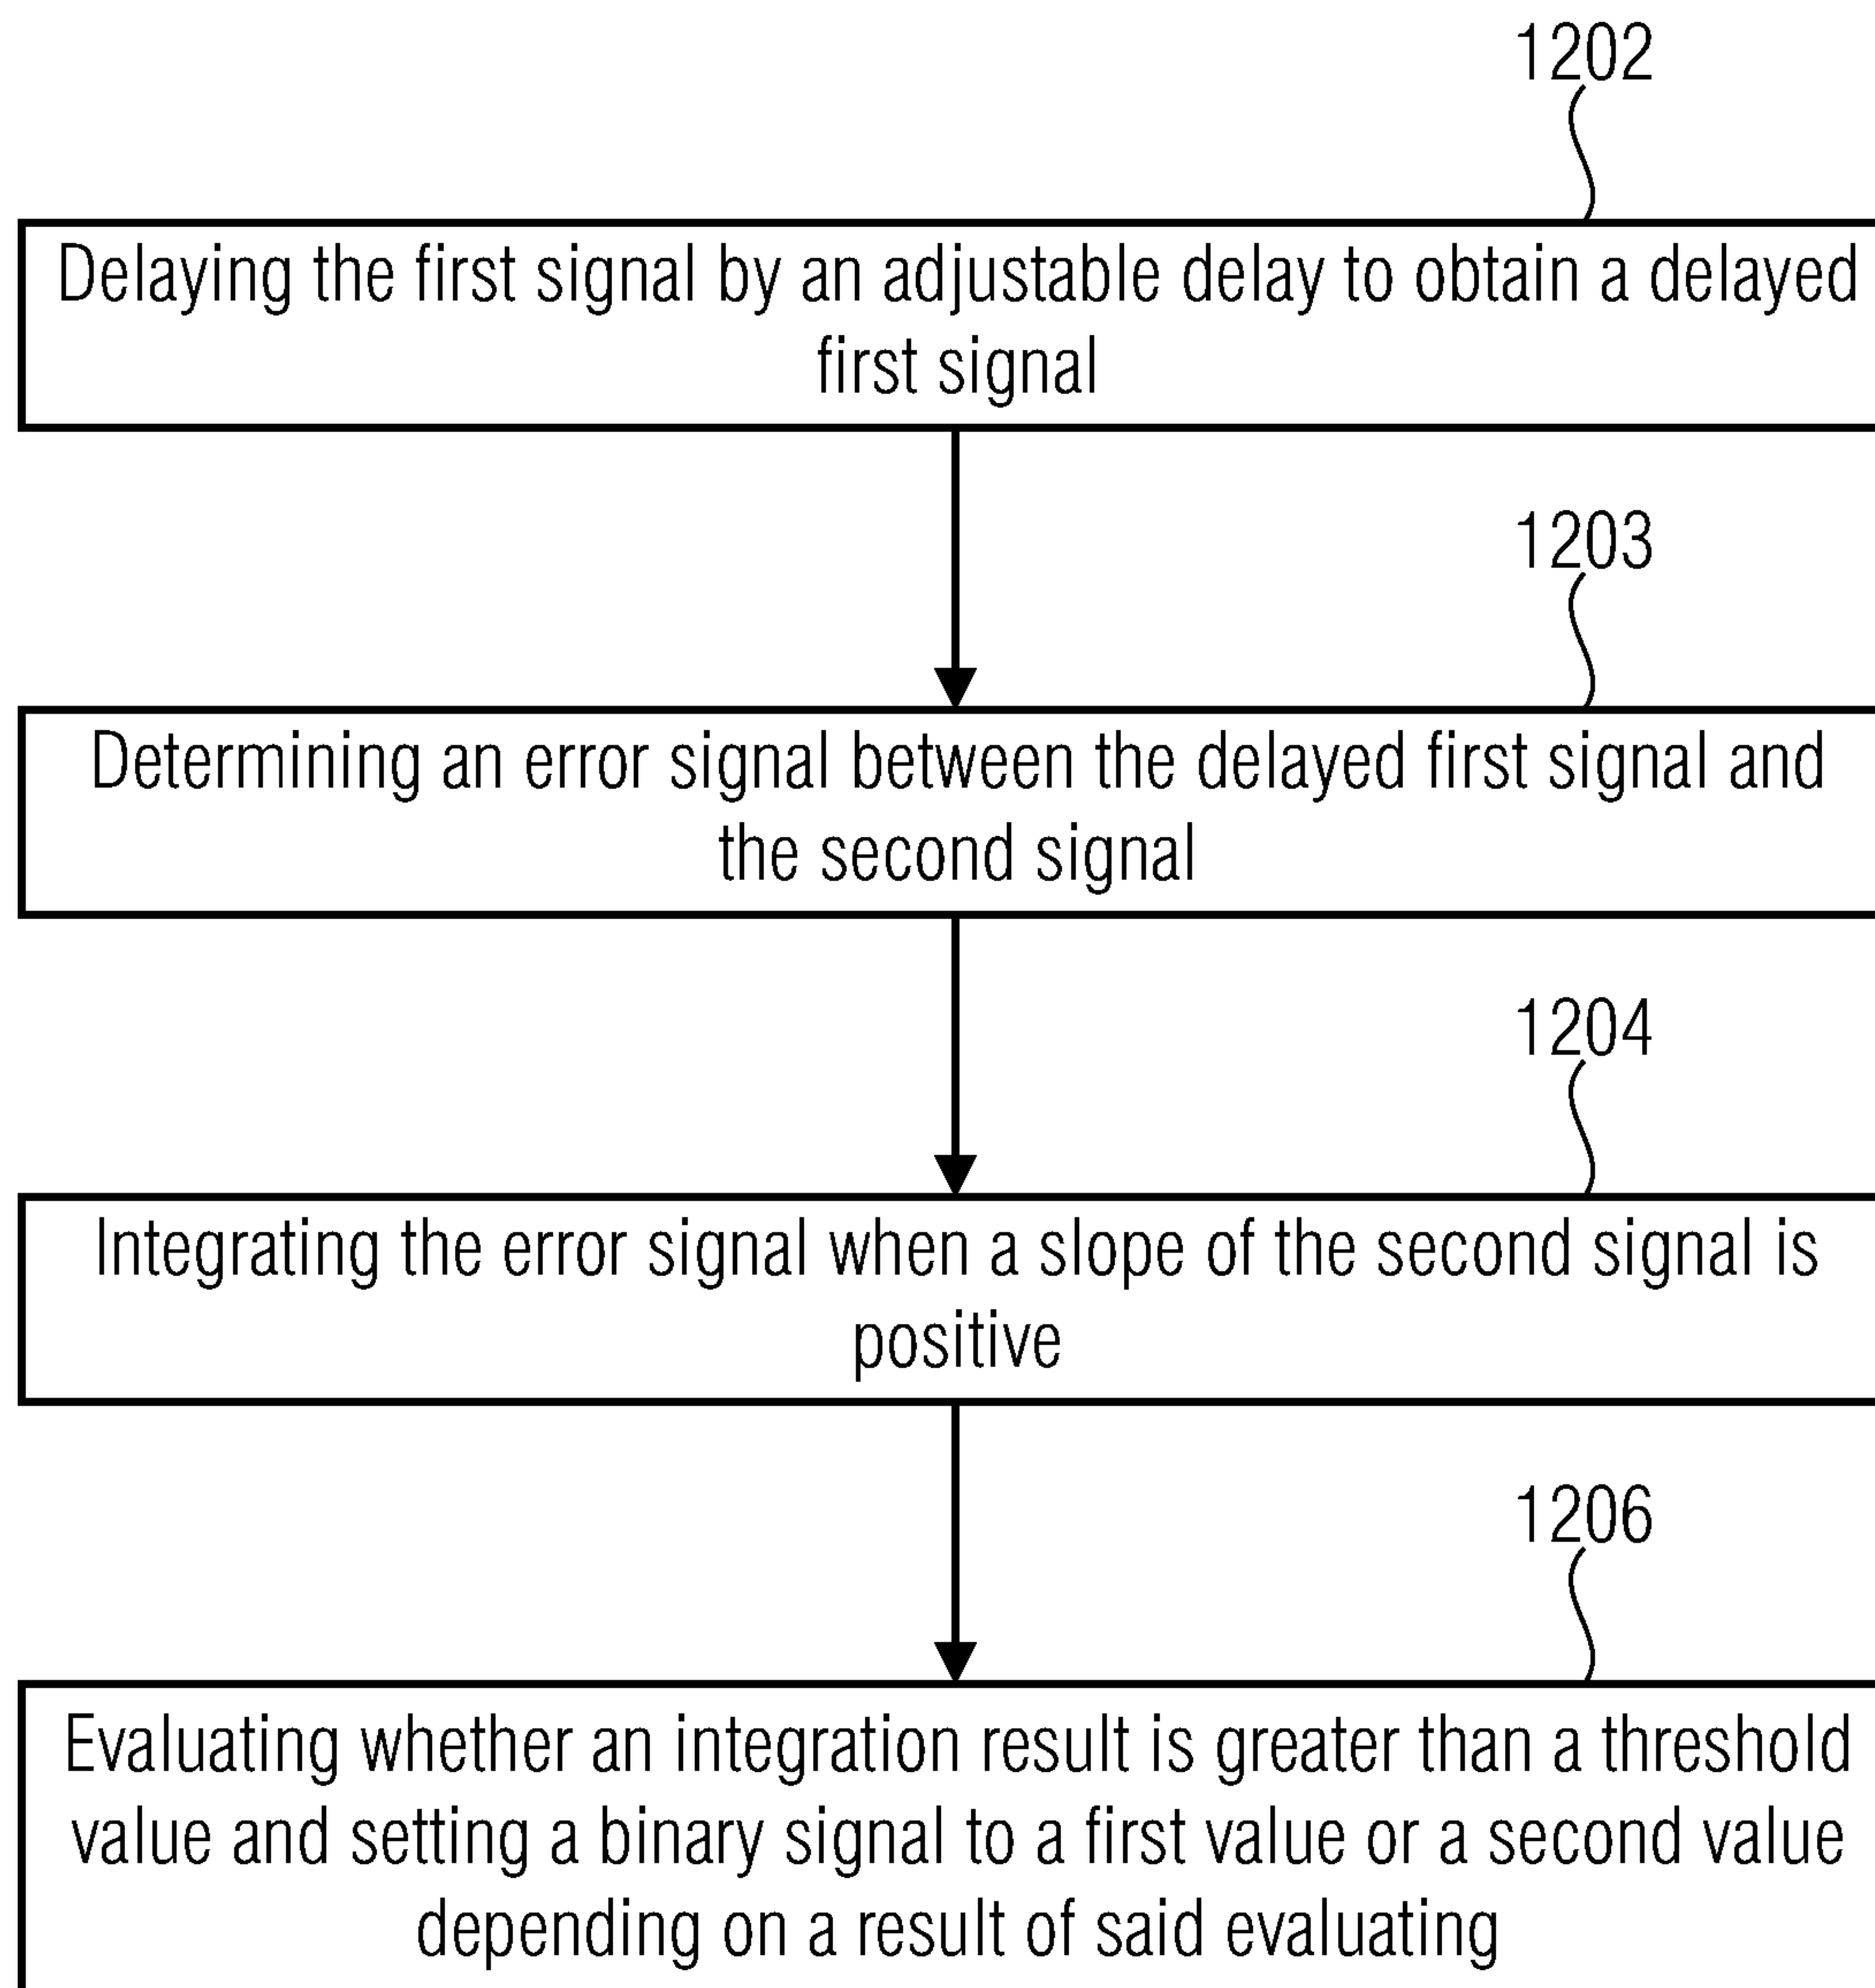 1202
Delaying the first signal by an adjustable delay to obtain a delayed
first signal
1203
Determining an error signal between the delayed first signal and
the second signal
1204
Integrating the error signal when a slope of the second signal is
positive
1206
Evaluating whether an integration result is greater than a threshold
value and setting a binary signal to a first value or a second value
depending on a result of said evaluating